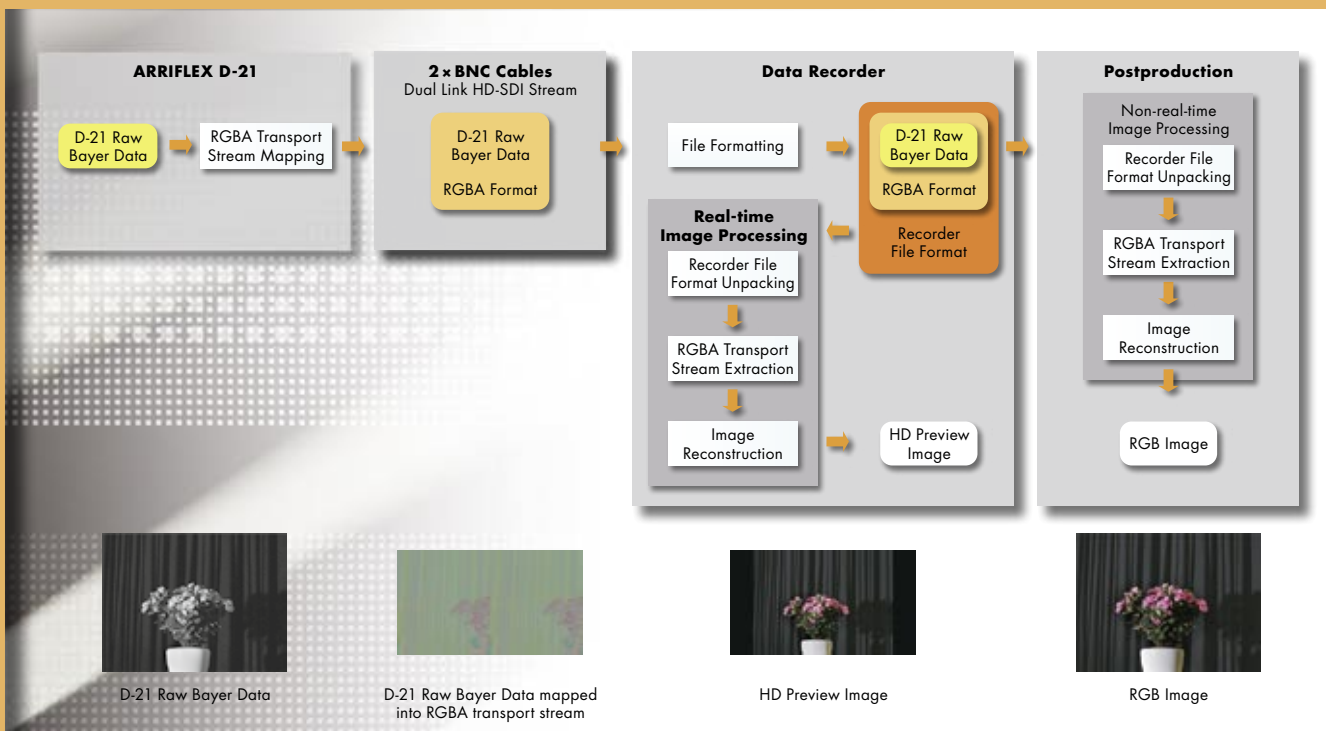 ARRIFLEX D-21
D-21 Raw
Bayer Data
RGBA Transport
Stream Mapping
2 × BNC Cables
Dual Link HD-SDI Stream
D-21 Raw
Bayer Data
RGBA Format
Data Recorder
File Formatting
D-21 Raw
Bayer Data
RGBA Format
Recorder
File Format
Real-time
Image Processing
Recorder File
Format Unpacking
RGBA Transport
Stream Extraction
Image
Reconstruction
HD Preview
Image
Postproduction
Non-real-time
Image Processing
Recorder File
Format Unpacking
RGBA Transport
Stream Extraction
Image
Reconstruction
RGB Image
D-21 Raw Bayer Data
D-21 Raw Bayer Data mapped
into RGBA transport stream
HD Preview Image
RGB Image